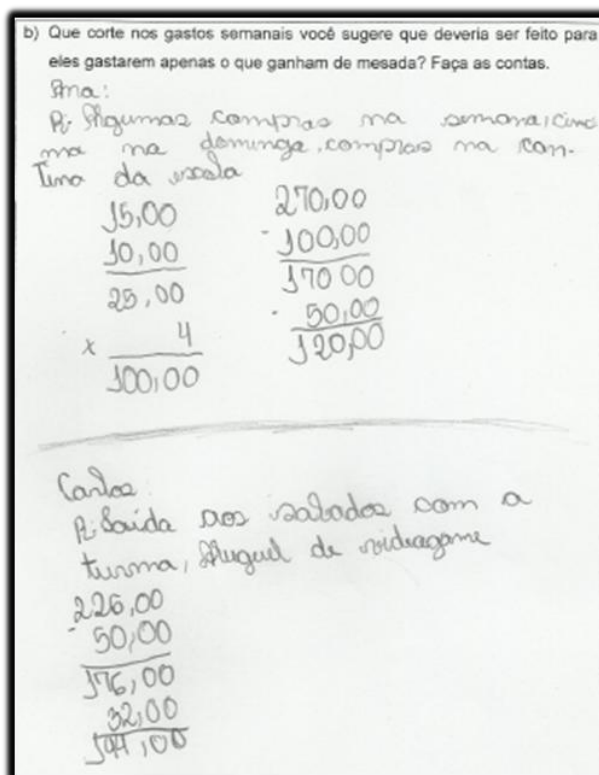 b) Que corte nos gastos semanais você sugere que deveria ser feito para
eles gastarem apenas o que ganham de mesada? Faça as contas.
Ana:
R: Algumas compras na semana, cine
ma na domingo, compras na can-
tina da escola
15,00
10,00
25,00
x 4
100,00
270,00
- 100,00
170 00
- 50,00
120,00
Carlos
R: Saída aos sabados com a
turma, Aluguel de videogame
226,00
- 50,00
176,00
32,00
144,00